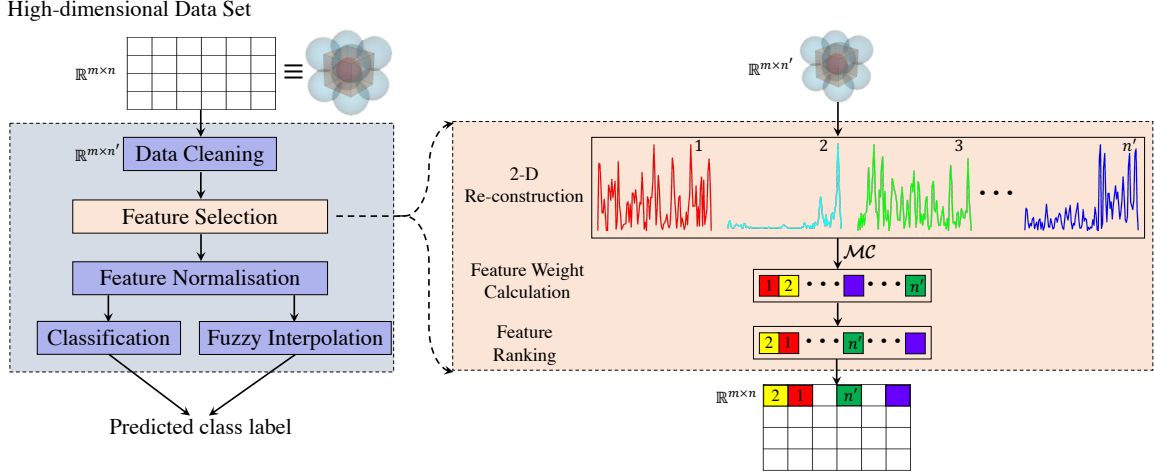 High-dimensional Data Set
ℝ^{m×n}
≡
ℝ^{m×n′}
Data Cleaning
Feature Selection
Feature Normalisation
Classification
Fuzzy Interpolation
Predicted class label
ℝ^{m×n′}
2-D
Re-construction
1
2
3
n′
• • •
ℳ𝒞
Feature Weight
Calculation
1 2 • • • • • • n′
Feature
Ranking
2 1 • • • n′ • • •
ℝ^{m×n}
2 1 n′